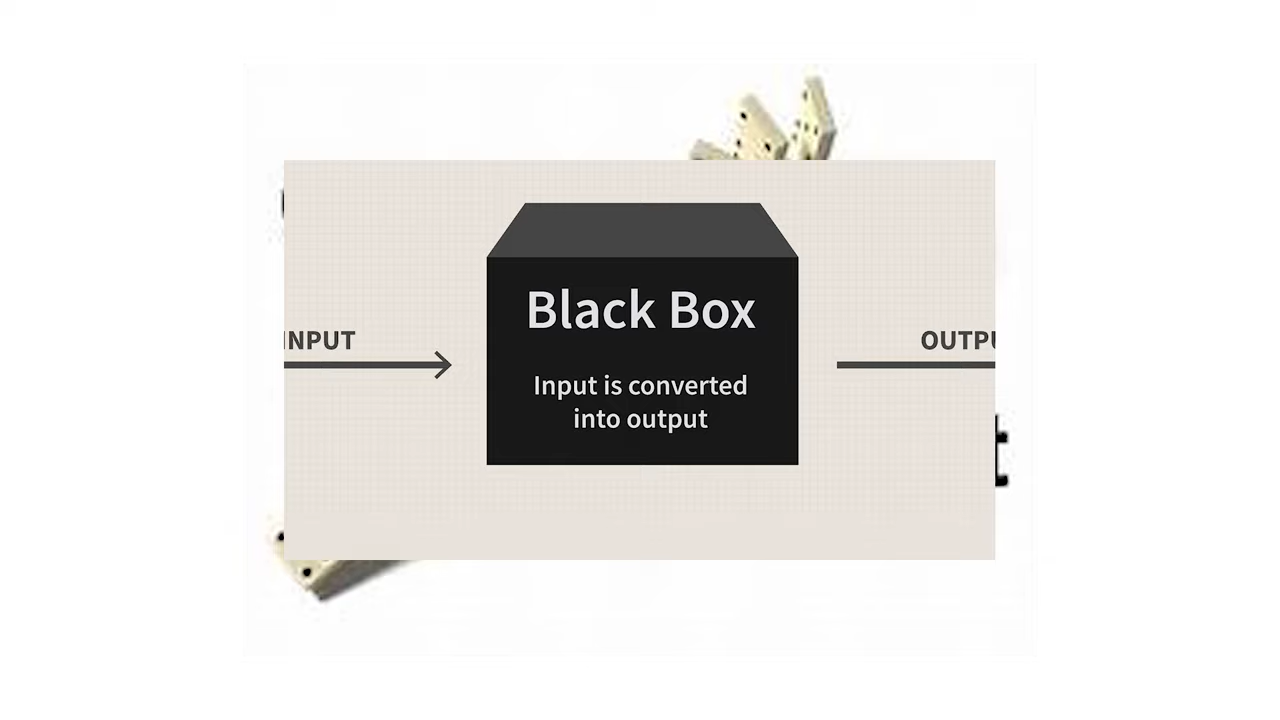 INPUT
Black Box
OUTPU
Input is converted
into output
t